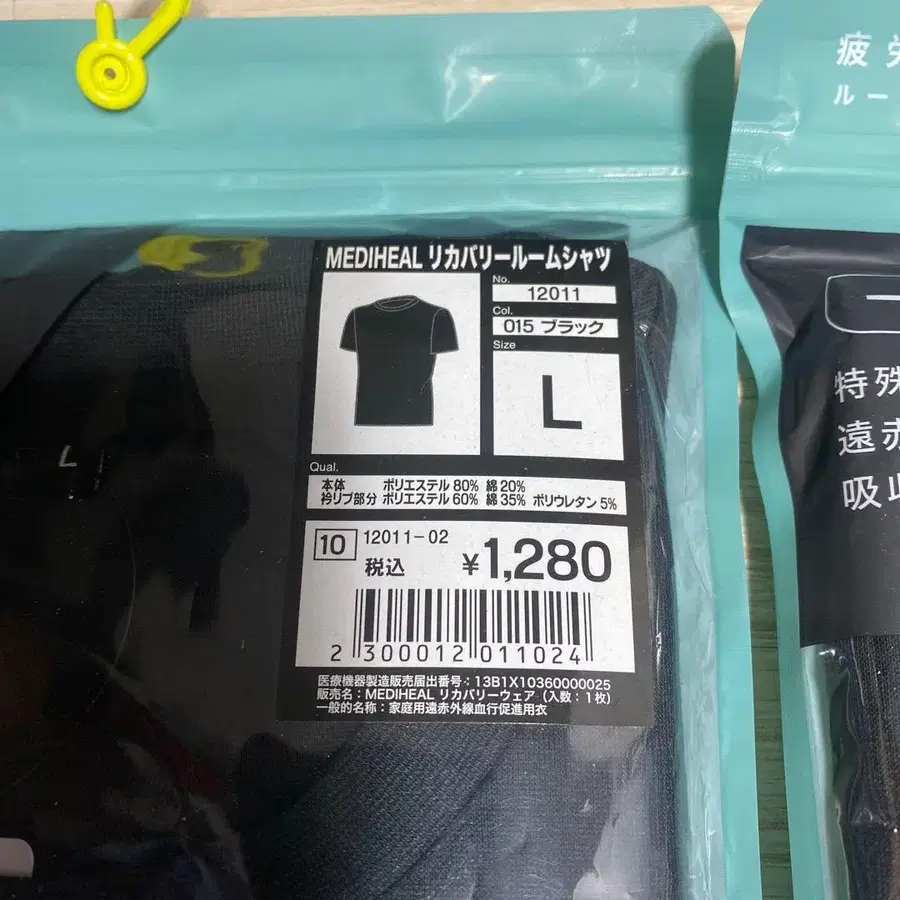 MEDIHEAL リカバリールームシャツ
No.
12011
Col.
015 ブラック
Size
L
Qual.
本体 ポリエステル 80% 綿 20%
衿リブ部分 ポリエステル 60% 綿 35% ポリウレタン 5%
10 12011-02
税込 ¥1,280
2 300012 011024
医療機器製造販売届出番号:13B1X10360000025
販売名:MEDIHEAL リカバリーウェア(入数:1枚)
一般的名称:家庭用遠赤外線血行促進用衣
L
疲労
ルー
特殊
遠赤
吸収